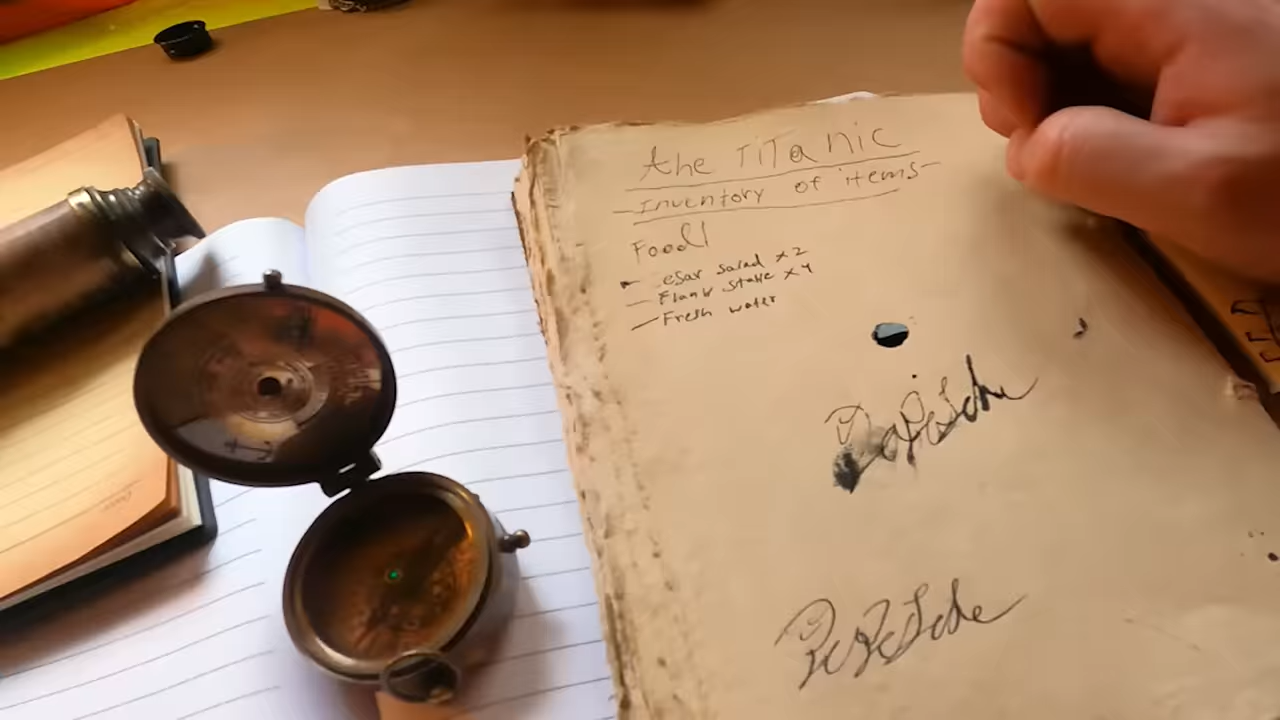 the TiTanic
Inventory of items
Food
esar salad x2
Flank stake x4
Fresh water